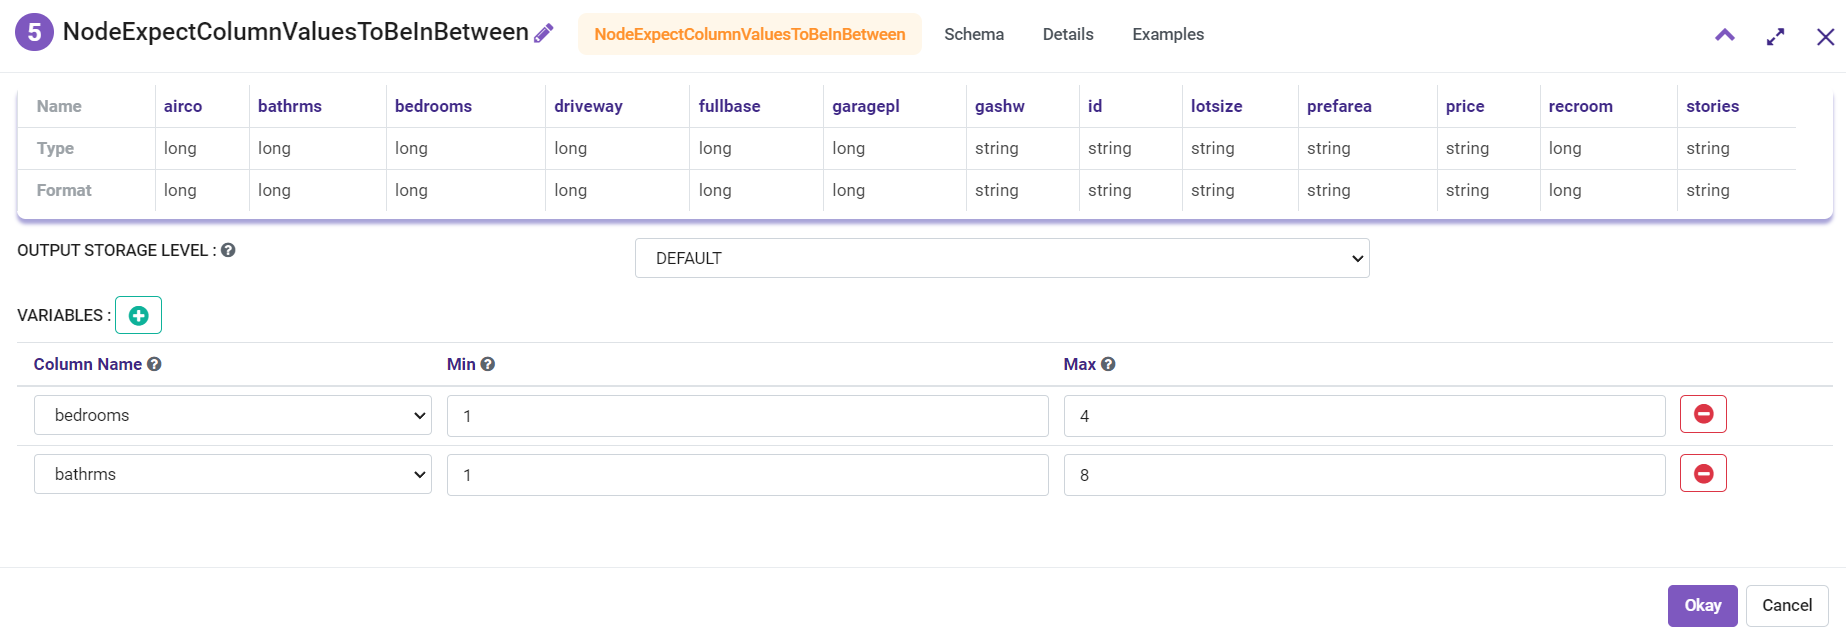 5 NodeExpectColumnValuesToBeInBetween NodeExpectColumnValuesToBeInBetween Schema Details Examples
Name airco bathrms bedrooms driveway fullbase garagepl gashw id lotsize prefarea price recroom stories
Type long long long long long long string string string string string long string
Format long long long long long long string string string string string long string
OUTPUT STORAGE LEVEL : ? DEFAULT
VARIABLES :
Column Name ? Min ? Max ?
bedrooms 1 4
bathrms 1 8
Okay Cancel